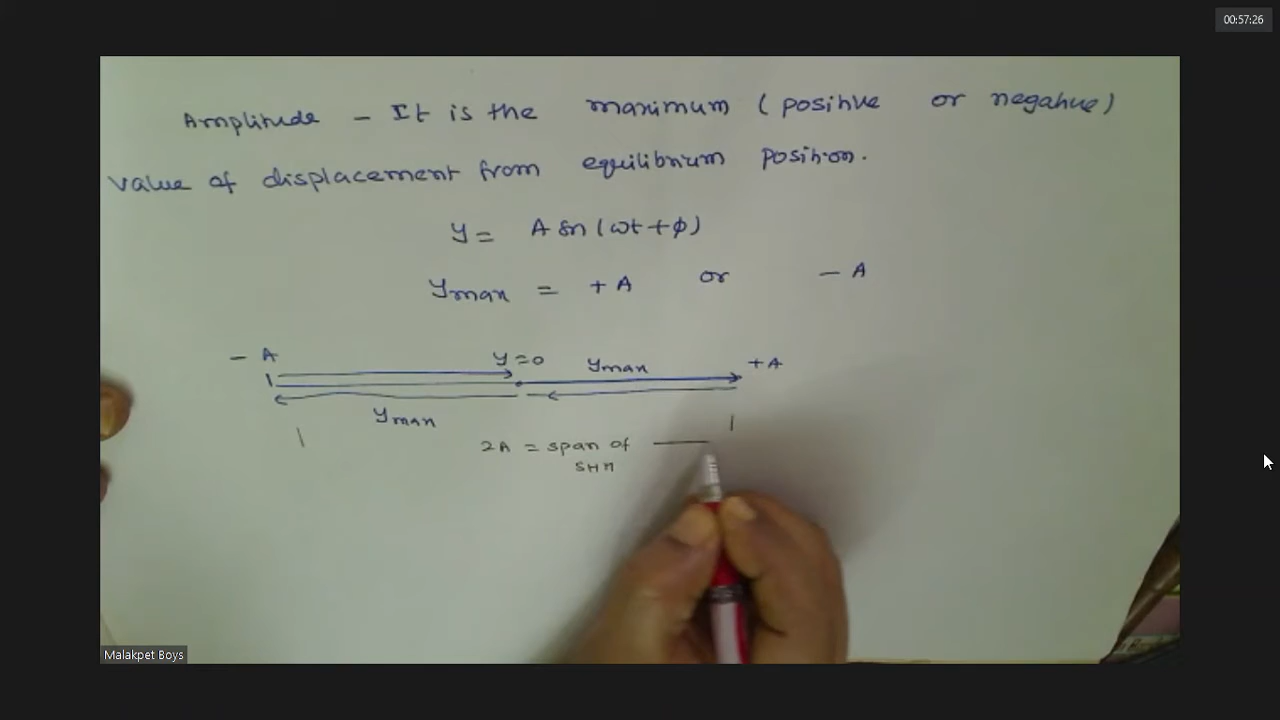 00:57:26
Amplitude - It is the maximum (positive or negative)
value of displacement from equilibrium position.
y = A sin (ωt + φ)
ymax = +A or - A
- A y=0 ymax +A
ymax
2A = span of
SHM
Malakpet Boys